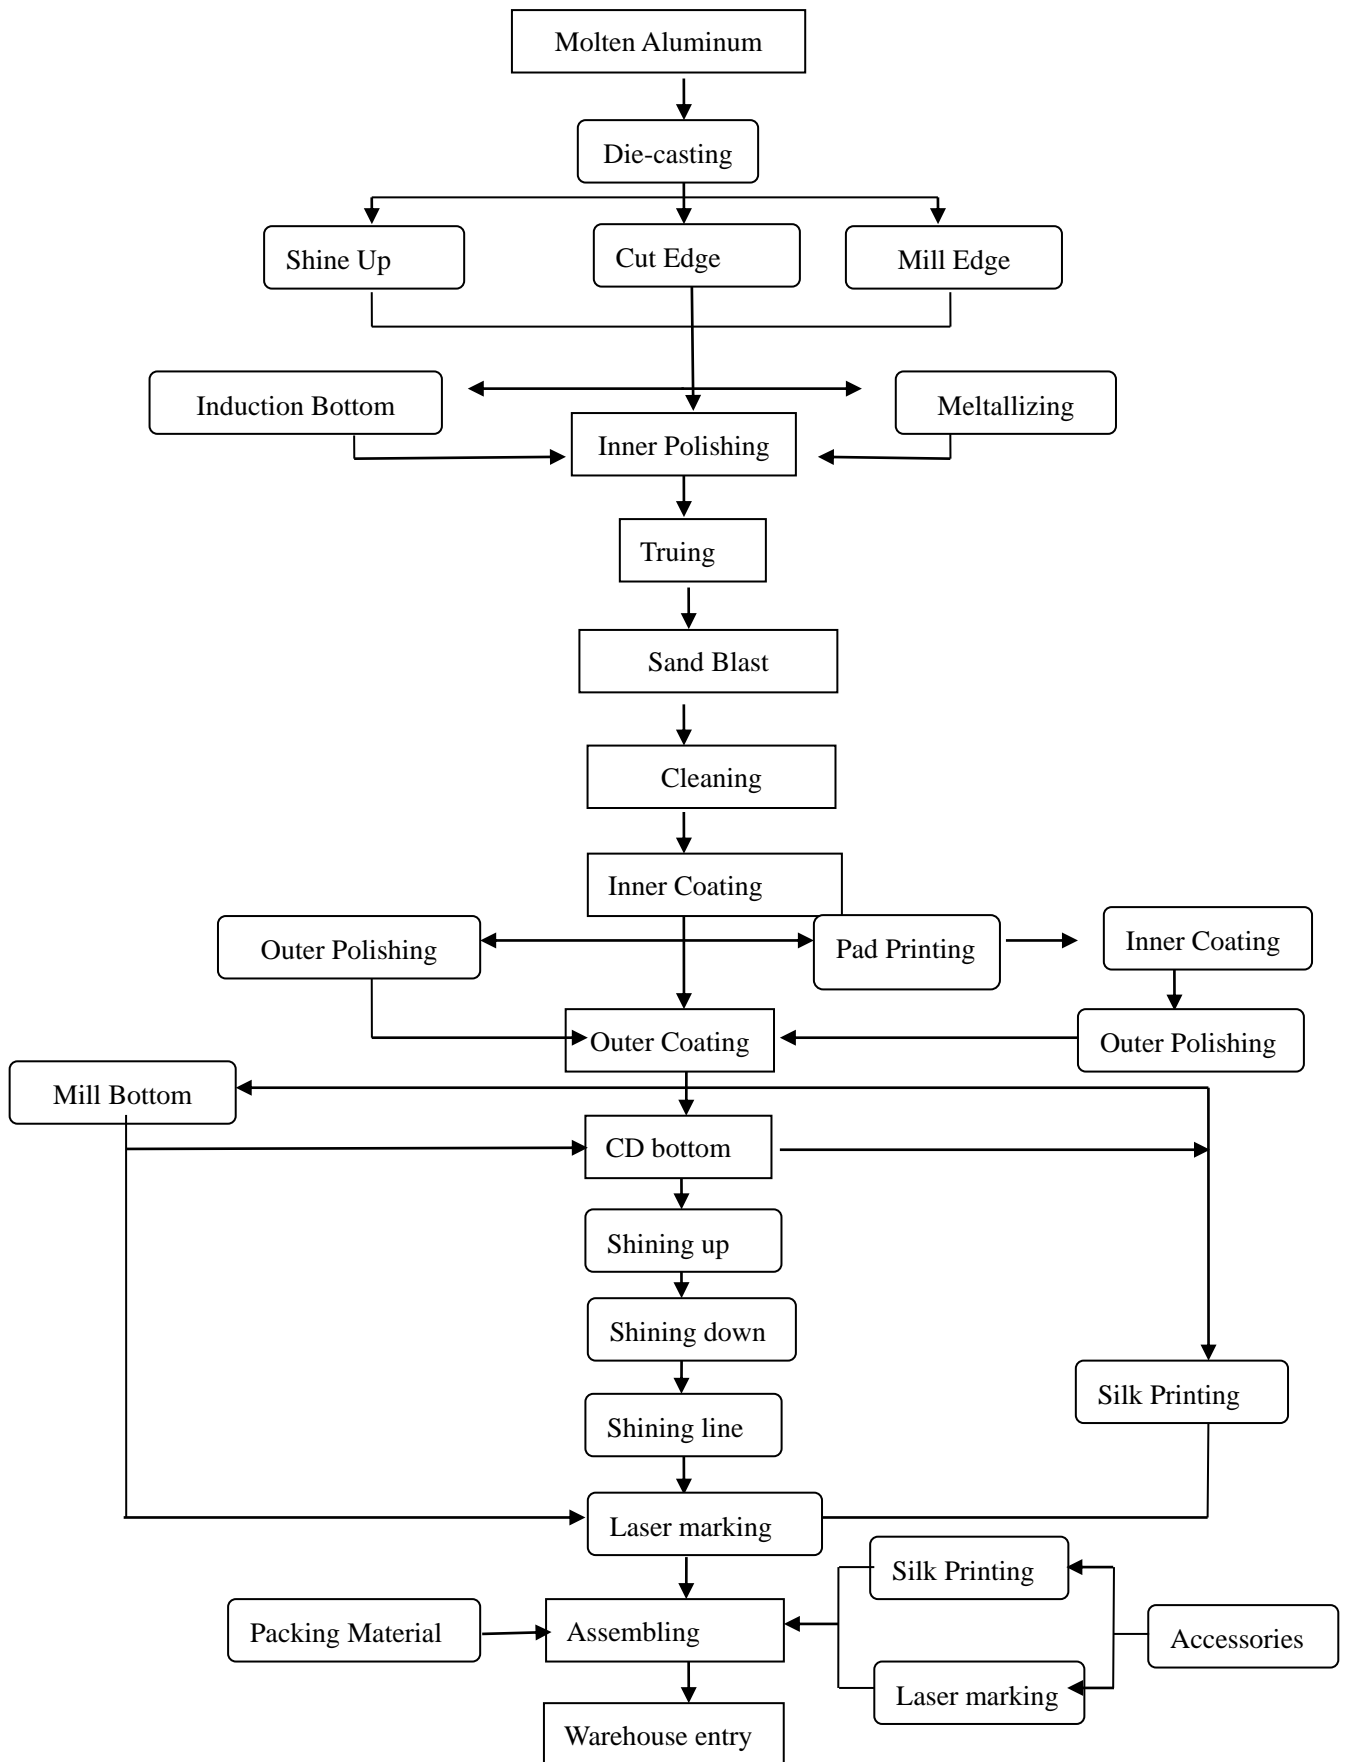 Molten Aluminum
Die-casting
Shine Up
Cut Edge
Mill Edge
Induction Bottom
Meltallizing
Inner Polishing
Truing
Sand Blast
Cleaning
Inner Coating
Outer Polishing
Pad Printing
Inner Coating
Outer Coating
Outer Polishing
Mill Bottom
CD bottom
Shining up
Shining down
Shining line
Silk Printing
Laser marking
Silk Printing
Packing Material
Assembling
Accessories
Laser marking
Warehouse entry